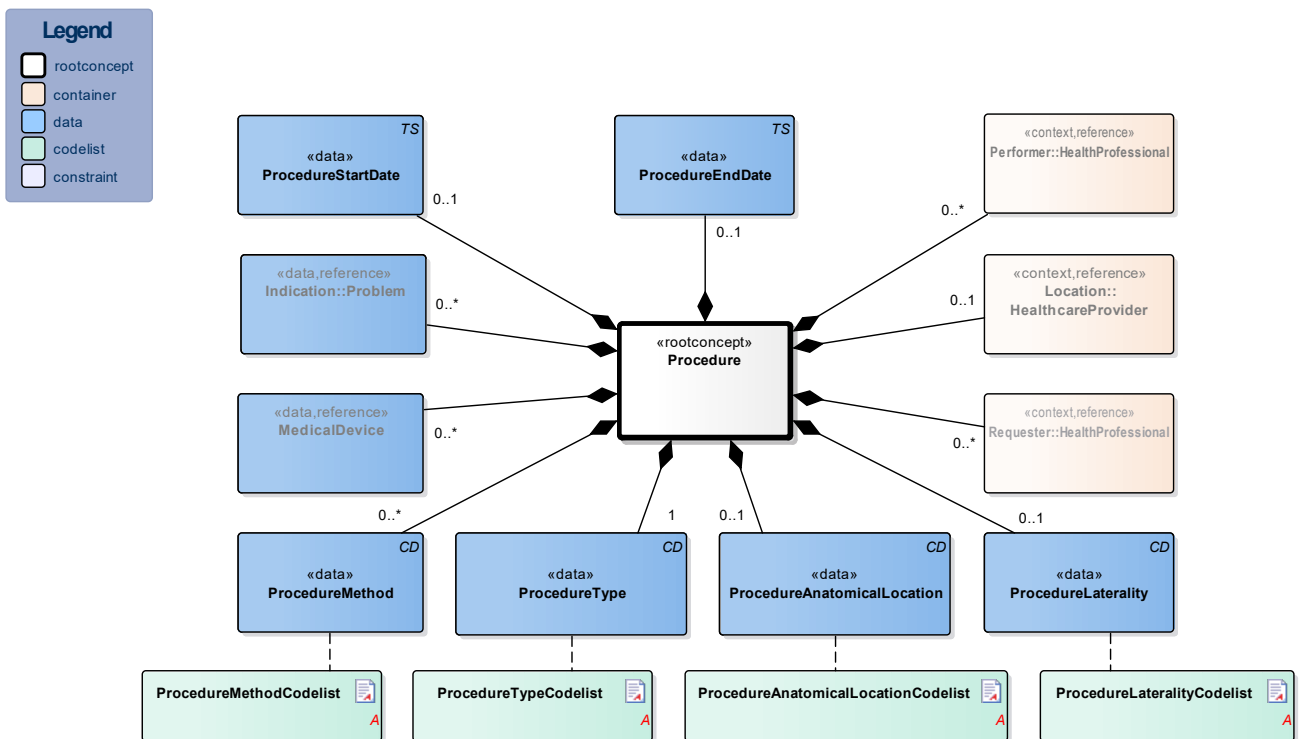 Legend
rootconcept
container
data
codelist
constraint
TS
«data»
ProcedureStartDate
0..1
TS
«data»
ProcedureEndDate
0..1
«context,reference»
Performer::HealthProfessional
0..*
«data,reference»
Indication::Problem
0..*
«context,reference»
Location::
HealthcareProvider
0..1
«rootconcept»
Procedure
«data,reference»
MedicalDevice
0..*
«context,reference»
Requester::HealthProfessional
0..*
0..*
1
0..1
0..1
CD
«data»
ProcedureMethod
CD
«data»
ProcedureType
CD
«data»
ProcedureAnatomicalLocation
CD
«data»
ProcedureLaterality
ProcedureMethodCodelist
A
ProcedureTypeCodelist
A
ProcedureAnatomicalLocationCodelist
A
ProcedureLateralityCodelist
A